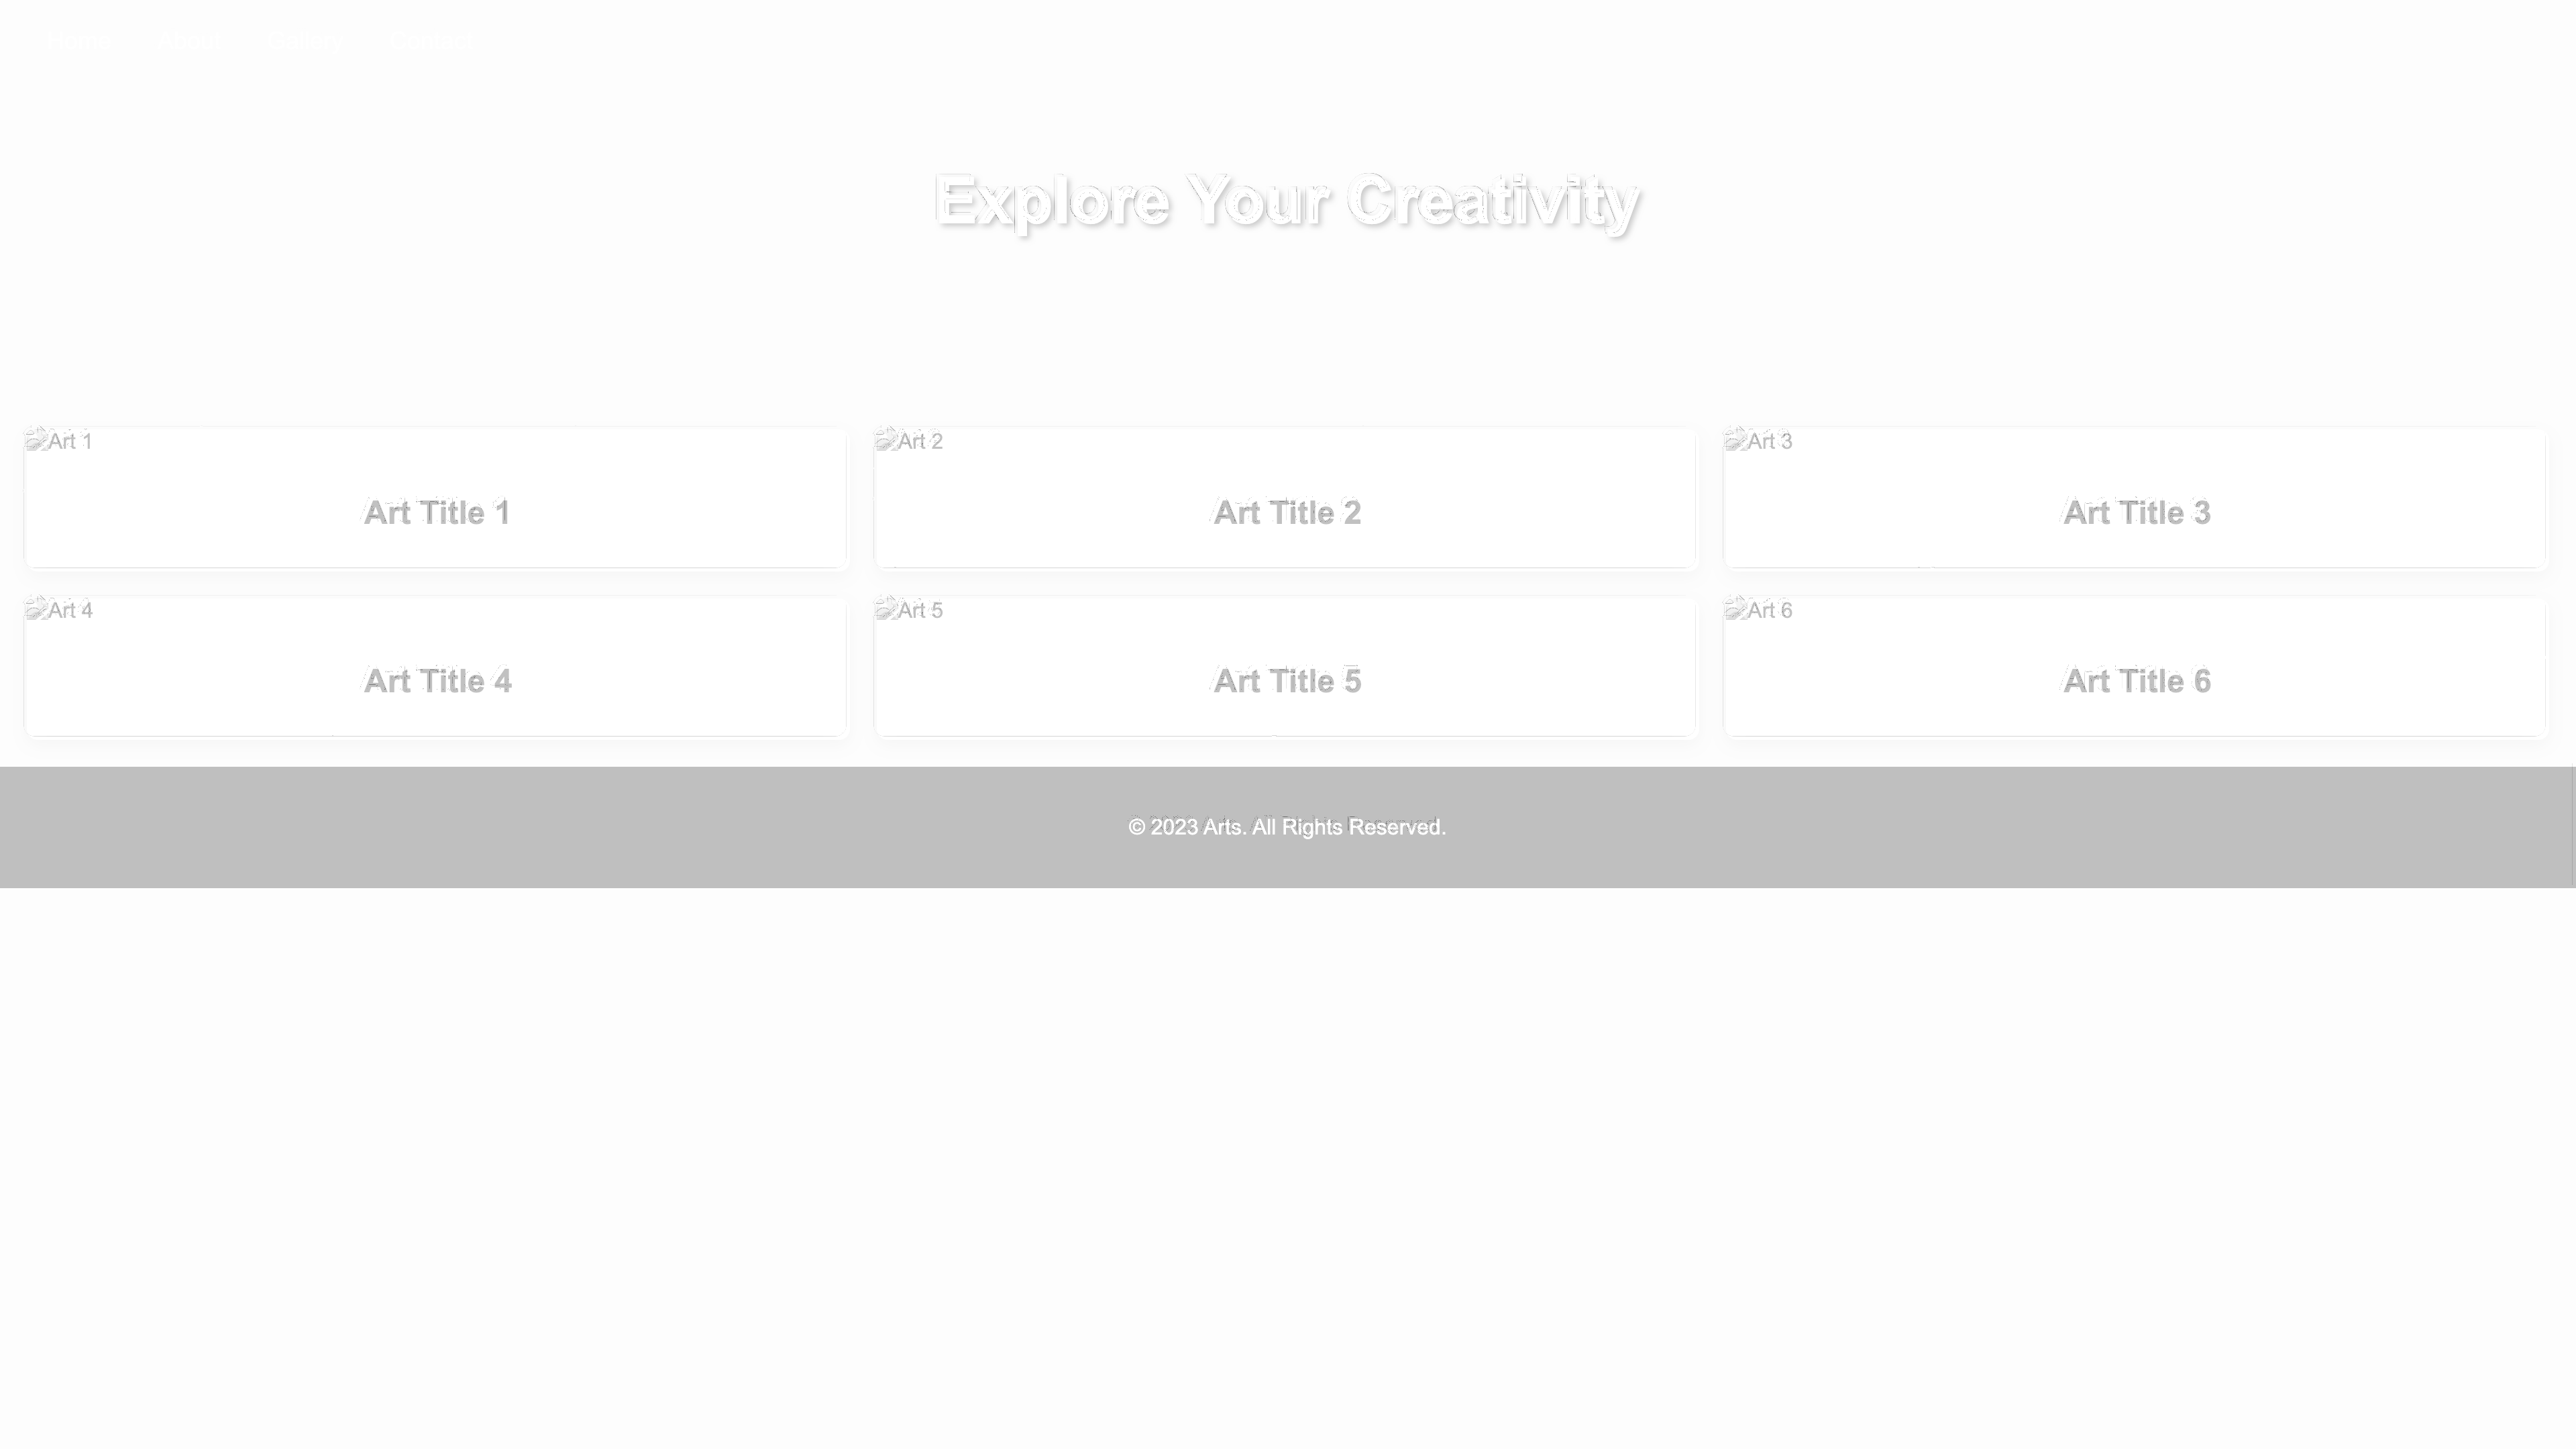 Home About Gallery Contact
Explore Your Creativity
Art 1
Art 2
Art 3
Art Title 1
Art Title 2
Art Title 3
Art 4
Art 5
Art 6
Art Title 4
Art Title 5
Art Title 6
© 2023 Arts. All Rights Reserved.